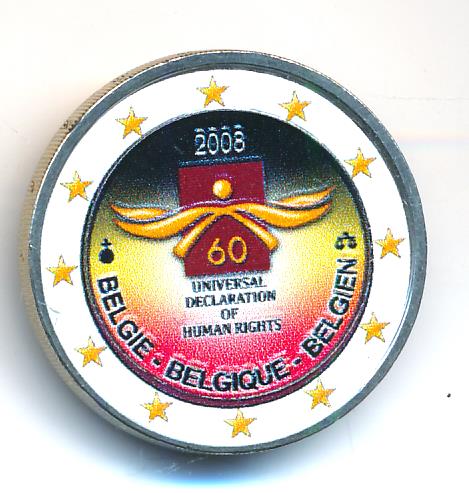 2008
60
UNIVERSAL
DECLARATION
OF
HUMAN RIGHTS
BELGIE - BELGIQUE - BELGIEN